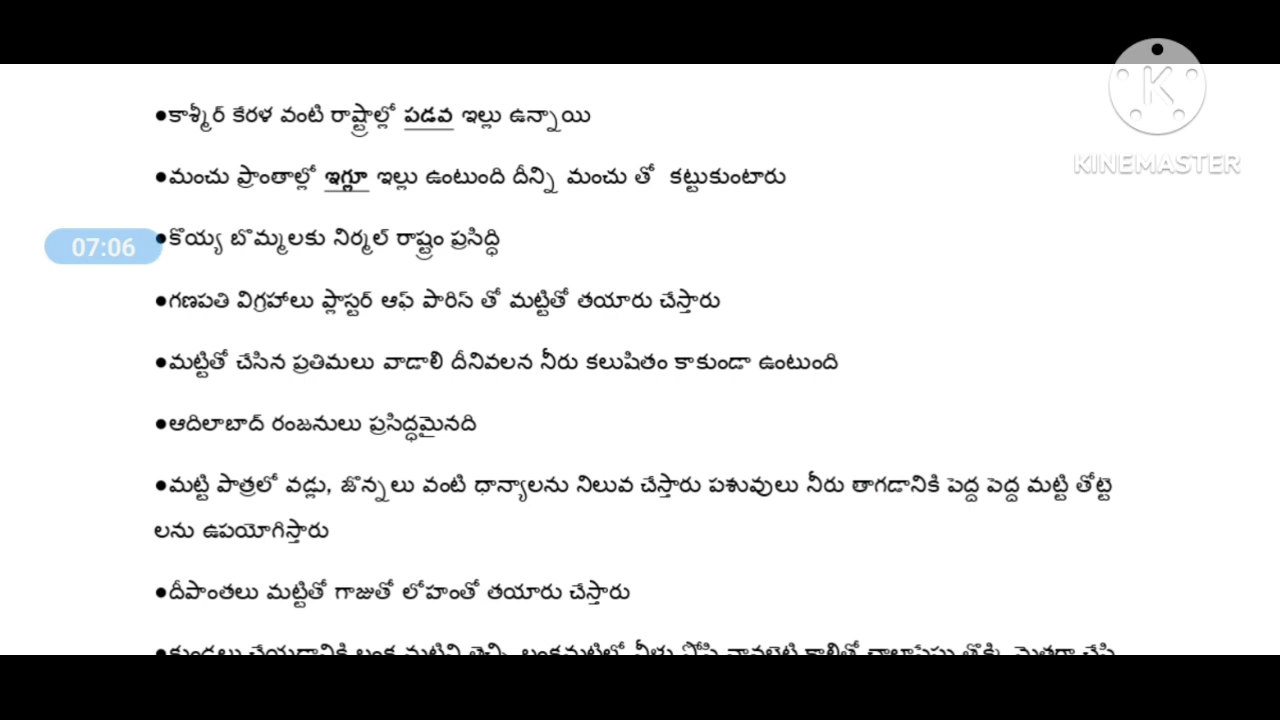 ●కాశ్మీర్ కేరళ వంటి రాష్ట్రాల్లో పడవ ఇల్లు ఉన్నాయి
KINEMASTER
●మంచు ప్రాంతాల్లో ఇగ్లూ ఇల్లు ఉంటుంది దీన్ని మంచు తో కట్టుకుంటారు
07:06
●కొయ్య బొమ్మలకు నిర్మల్ రాష్ట్రం ప్రసిద్ధి
●గణపతి విగ్రహాలు ప్లాస్టర్ ఆఫ్ పారిస్ తో మట్టితో తయారు చేస్తారు
●మట్టితో చేసిన ప్రతిమలు వాడాలి దీనివలన నీరు కలుషితం కాకుండా ఉంటుంది
●ఆదిలాబాద్ రంజనులు ప్రసిద్ధమైనది
●మట్టి పాత్రలో వడ్లు, జొన్నలు వంటి ధాన్యాలను నిలువ చేస్తారు పశువులు నీరు తాగడానికి పెద్ద పెద్ద మట్టి తొట్టె
లను ఉపయోగిస్తారు
●దీపాంతలు మట్టితో గాజుతో లోహంతో తయారు చేస్తారు